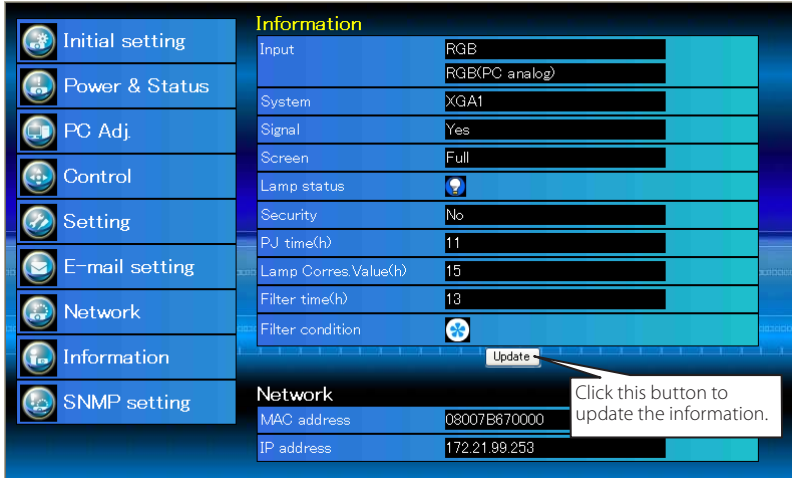 Initial setting
Power & Status
PC Adj.
Control
Setting
E-mail setting
Network
Information
SNMP setting
Information
Input RGB
RGB(PC analog)
System XGA1
Signal Yes
Screen Full
Lamp status
Security No
PJ time(h) 11
Lamp Corres.Value(h) 15
Filter time(h) 13
Filter condition
Update
Click this button to
update the information.
Network
MAC address 08007B670000
IP address 172.21.99.253